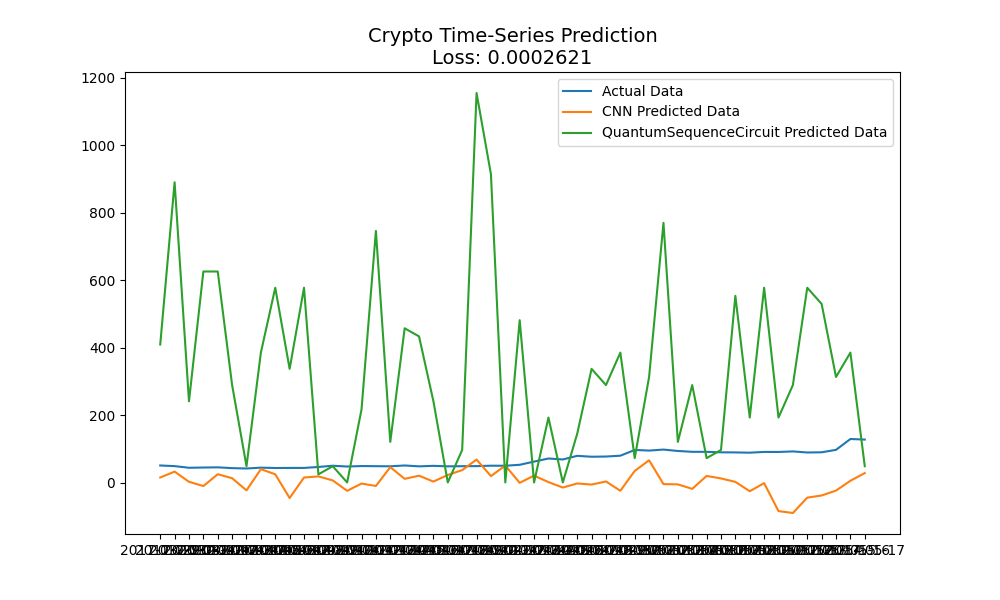 Crypto Time-Series Prediction
Loss: 0.0002621
Actual Data
CNN Predicted Data
QuantumSequenceCircuit Predicted Data
1200
1000
800
600
400
200
0